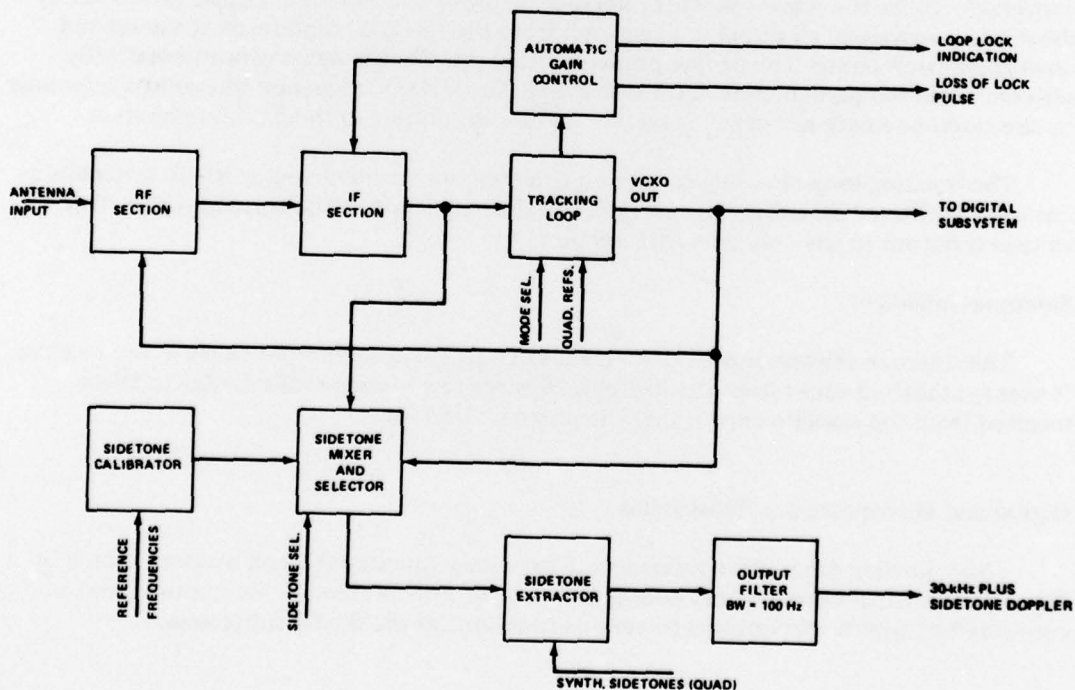 AUTOMATIC
GAIN
CONTROL
LOOP LOCK
INDICATION
LOSS OF LOCK
PULSE
ANTENNA
INPUT
RF
SECTION
IF
SECTION
TRACKING
LOOP
VCXO
OUT
TO DIGITAL
SUBSYSTEM
MODE SEL.
QUAD. REFS.
SIDETONE
CALIBRATOR
SIDETONE
MIXER
AND
SELECTOR
REFERENCE
FREQUENCIES
SIDETONE SEL.
SIDETONE
EXTRACTOR
OUTPUT
FILTER
BW = 100 Hz
30-kHz PLUS
SIDETONE DOPPLER
SYNTH, SIDETONES (QUAD)